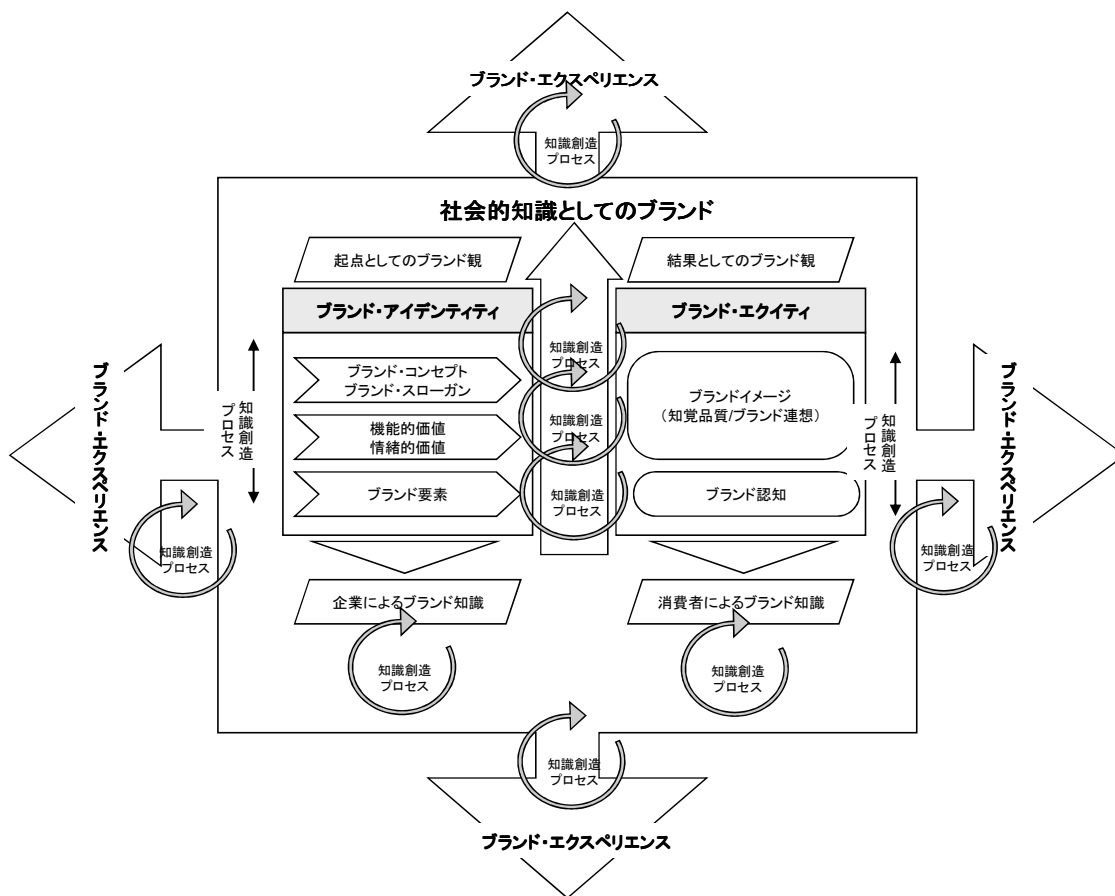 ブランド・エクスペリエンス
知識創造
プロセス
社会的知識としてのブランド
起点としてのブランド観
結果としてのブランド観
ブランド・アイデンティティ
ブランド・エクイティ
知識創造
プロセス
ブランド・コンセプト
ブランド・スローガン
機能的価値
情緒的価値
ブランド要素
知識創造
プロセス
知識創造
プロセス
ブランドイメージ
(知覚品質/ブランド連想)
ブランド認知
ブランド・エクスペリエンス
知識創造
プロセス
知識創造
プロセス
ブランド・エクスペリエンス
知識創造
プロセス
知識創造
プロセス
知識創造
プロセス
企業によるブランド知識
消費者によるブランド知識
知識創造
プロセス
知識創造
プロセス
知識創造
プロセス
ブランド・エクスペリエンス